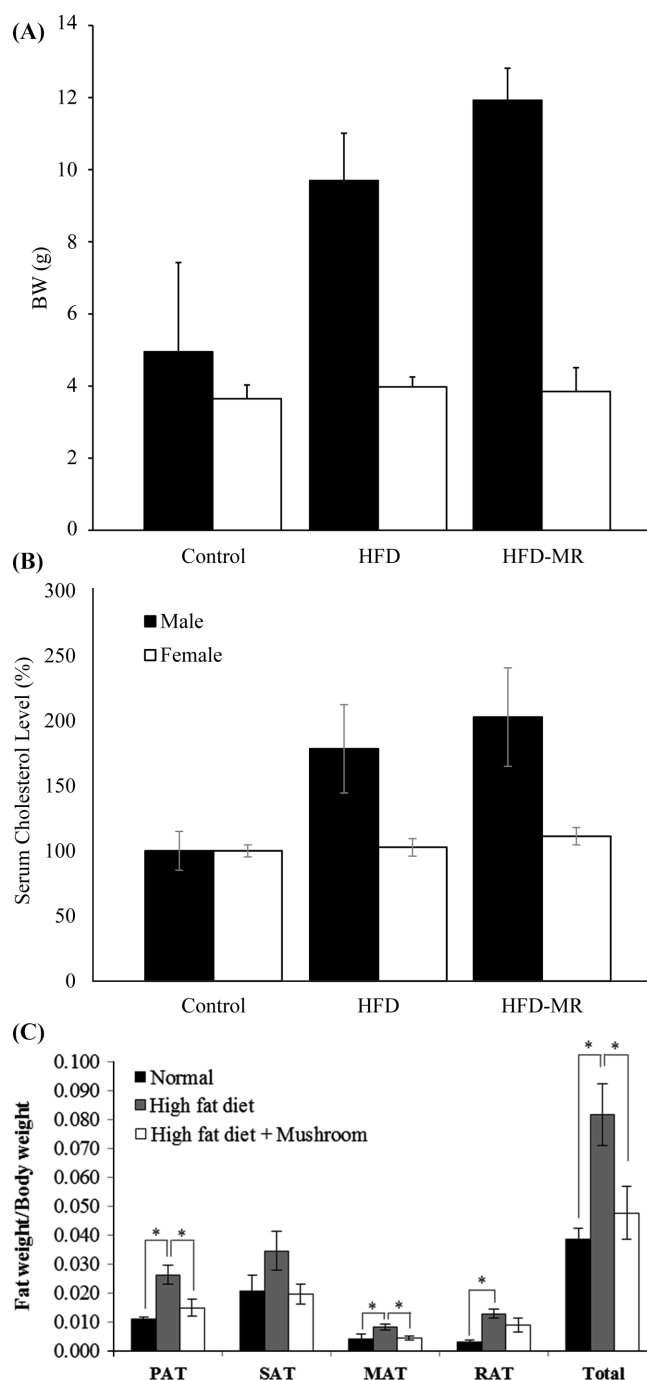 (A)
14
12
10
8
6
4
2
0
BW (g)
Control HFD HFD-MR
(B)
300
250
200
150
100
50
0
Serum Cholesterol Level (%)
Male
Female
Control HFD HFD-MR
(C)
0.100
0.090
0.080
0.070
0.060
0.050
0.040
0.030
0.020
0.010
0.000
Fat weight/Body weight
Normal
High fat diet
High fat diet + Mushroom
* *
* *
* *
*
PAT SAT MAT RAT Total